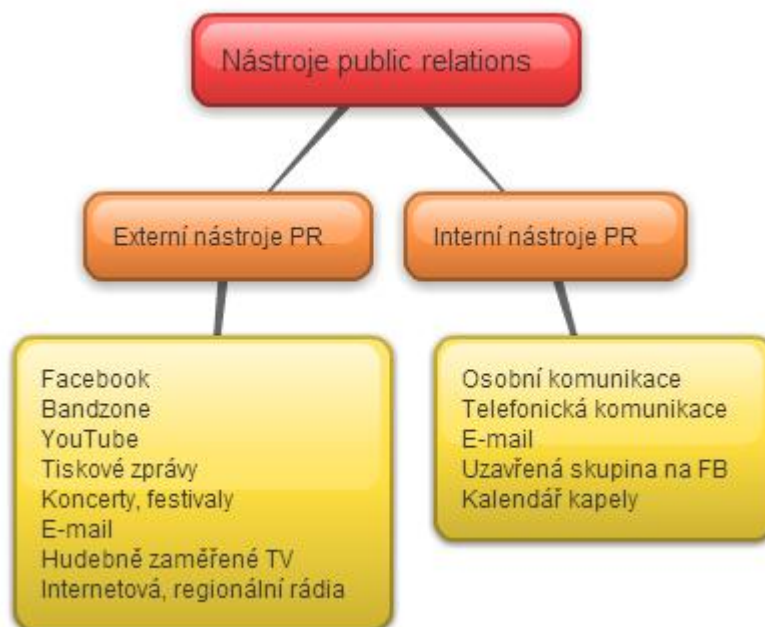 Nástroje public relations
Externí nástroje PR
Interní nástroje PR
Facebook
Bandzone
YouTube
Tiskové zprávy
Koncerty, festivaly
E-mail
Hudebně zaměřené TV
Internetová, regionální rádia
Osobní komunikace
Telefonická komunikace
E-mail
Uzavřená skupina na FB
Kalendář kapely